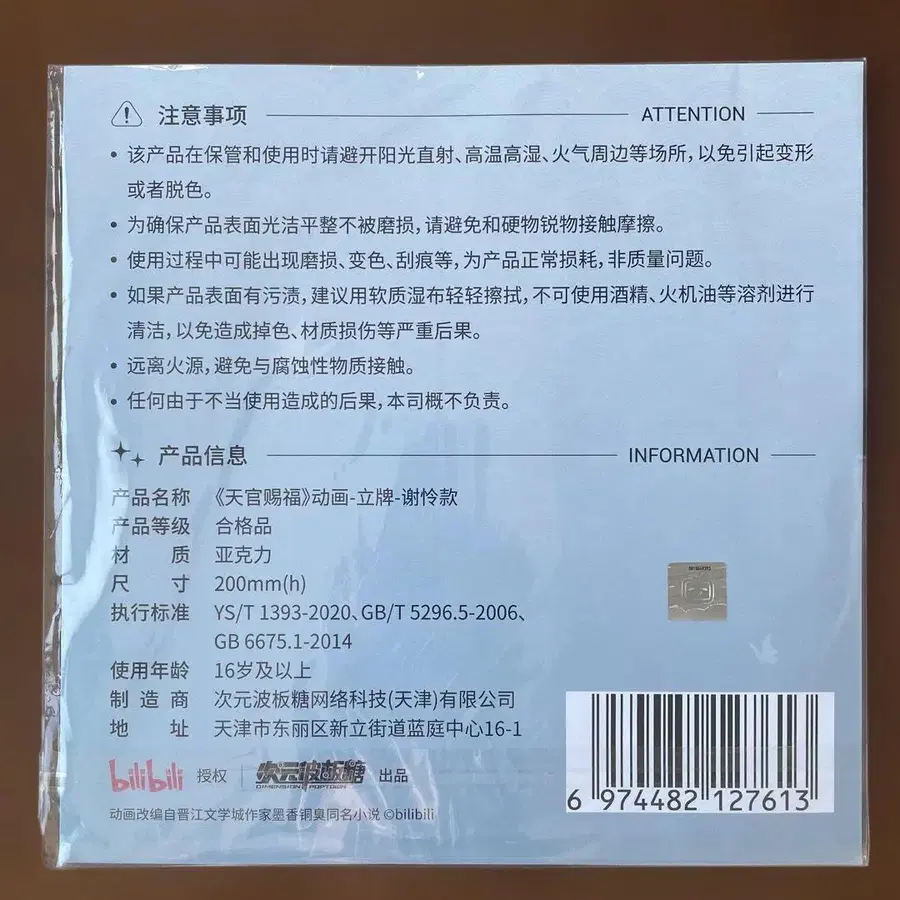 注意事项 ATTENTION
• 该产品在保管和使用时请避开阳光直射、高温高湿、火气周边等场所，以免引起变形
或者脱色。
• 为确保产品表面光洁平整不被磨损，请避免和硬物锐物接触摩擦。
• 使用过程中可能出现磨损、变色、刮痕等，为产品正常损耗，非质量问题。
• 如果产品表面有污渍，建议用软质湿布轻轻擦拭，不可使用酒精、火机油等溶剂进行
清洁，以免造成掉色、材质损伤等严重后果。
• 远离火源，避免与腐蚀性物质接触。
• 任何由于不当使用造成的后果，本司概不负责。
产品信息 INFORMATION
产品名称 《天官赐福》动画-立牌-谢怜款
产品等级 合格品
材 质 亚克力
尺 寸 200mm(h)
执行标准 YS/T 1393-2020、GB/T 5296.5-2006、
GB 6675.1-2014
使用年龄 16岁及以上
制 造 商 次元波板糖网络科技(天津)有限公司
地 址 天津市东丽区新立街道蓝庭中心16-1
bilibili 授权 次元波板糖 出品
DIMENSION POPTOWN
动画改编自晋江文学城作家墨香铜臭同名小说 ©bilibili
6 974482 127613